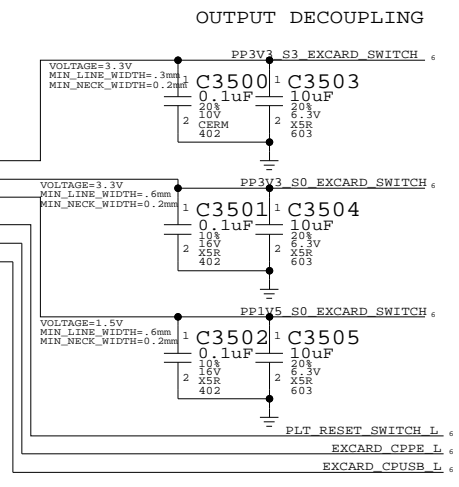 OUTPUT DECOUPLING
PP3V3_S3_EXCARD_SWITCH 6
VOLTAGE=3.3V
MIN_LINE_WIDTH=.3mm
MIN_NECK_WIDTH=0.2mm
1 C3500 1 C3503
0.1uF 10uF
20% 20%
10V 6.3V
2 CERM 2 X5R
402 603
PP3V3_S0_EXCARD_SWITCH 6
VOLTAGE=3.3V
MIN_LINE_WIDTH=.6mm
MIN_NECK_WIDTH=0.2mm
1 C3501 1 C3504
0.1uF 10uF
10% 20%
16V 6.3V
2 X5R 2 X5R
402 603
PP1V5_S0_EXCARD_SWITCH 6
VOLTAGE=1.5V
MIN_LINE_WIDTH=.6mm
MIN_NECK_WIDTH=0.2mm
1 C3502 1 C3505
0.1uF 10uF
10% 20%
16V 6.3V
2 X5R 2 X5R
402 603
PLT_RESET_SWITCH_L 6
EXCARD_CPPE_L 6
EXCARD_CPUSB_L 6